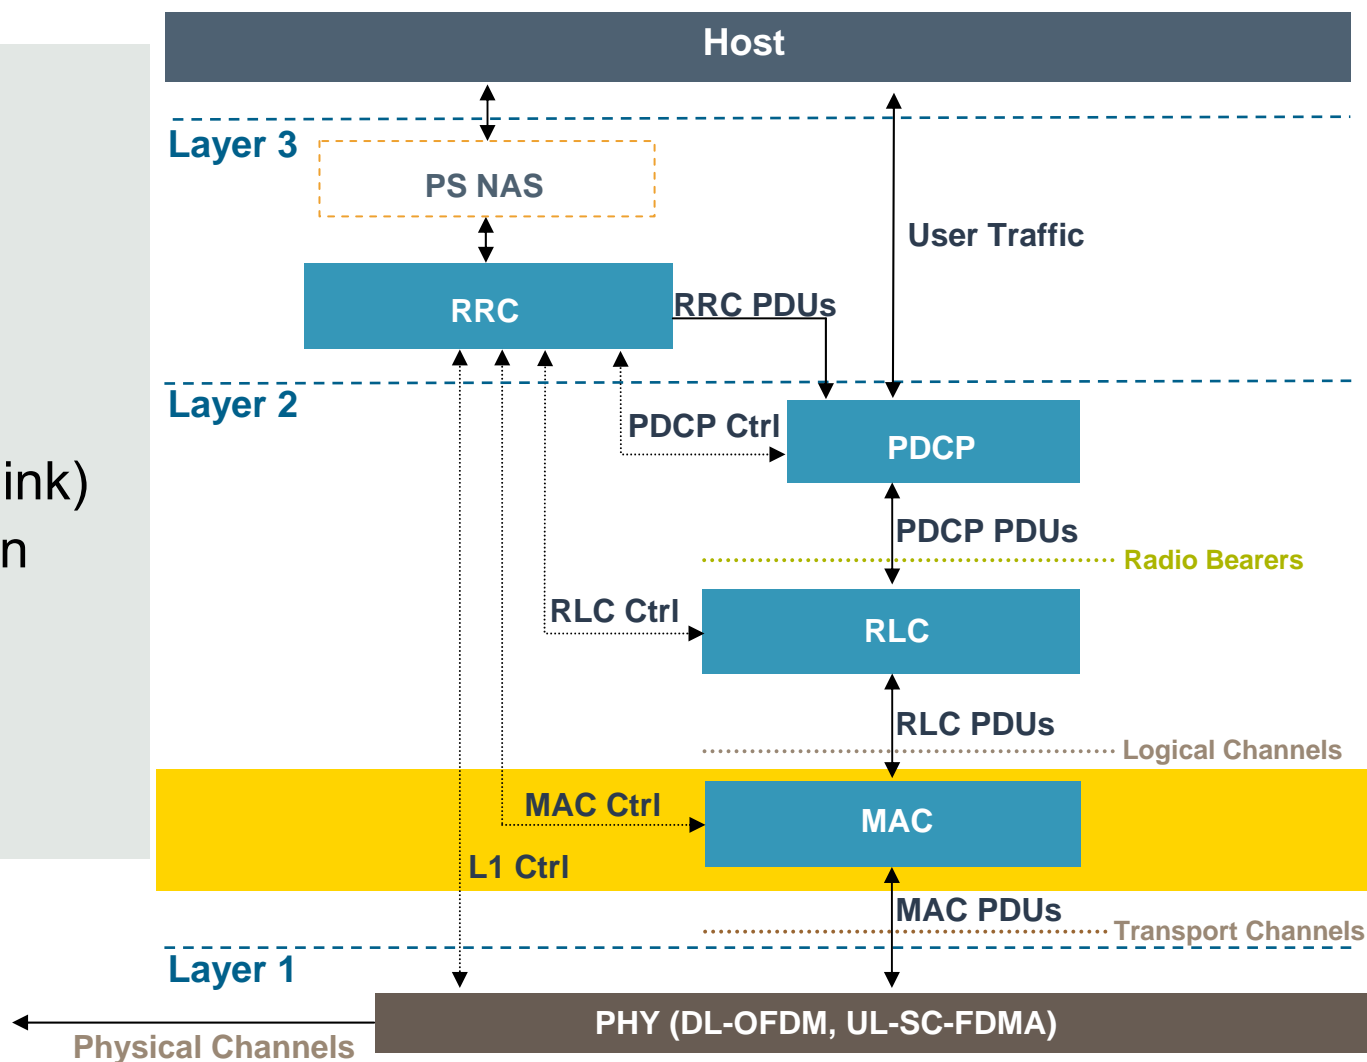 Host
Layer 3
PS NAS
User Traffic
RRC
RRC PDUs
Layer 2
PDCP Ctrl
PDCP
ink)
n
PDCP PDUs
Radio Bearers
RLC Ctrl
RLC
RLC PDUs
Logical Channels
MAC Ctrl
MAC
L1 Ctrl
MAC PDUs
Transport Channels
Layer 1
PHY (DL-OFDM, UL-SC-FDMA)
Physical Channels